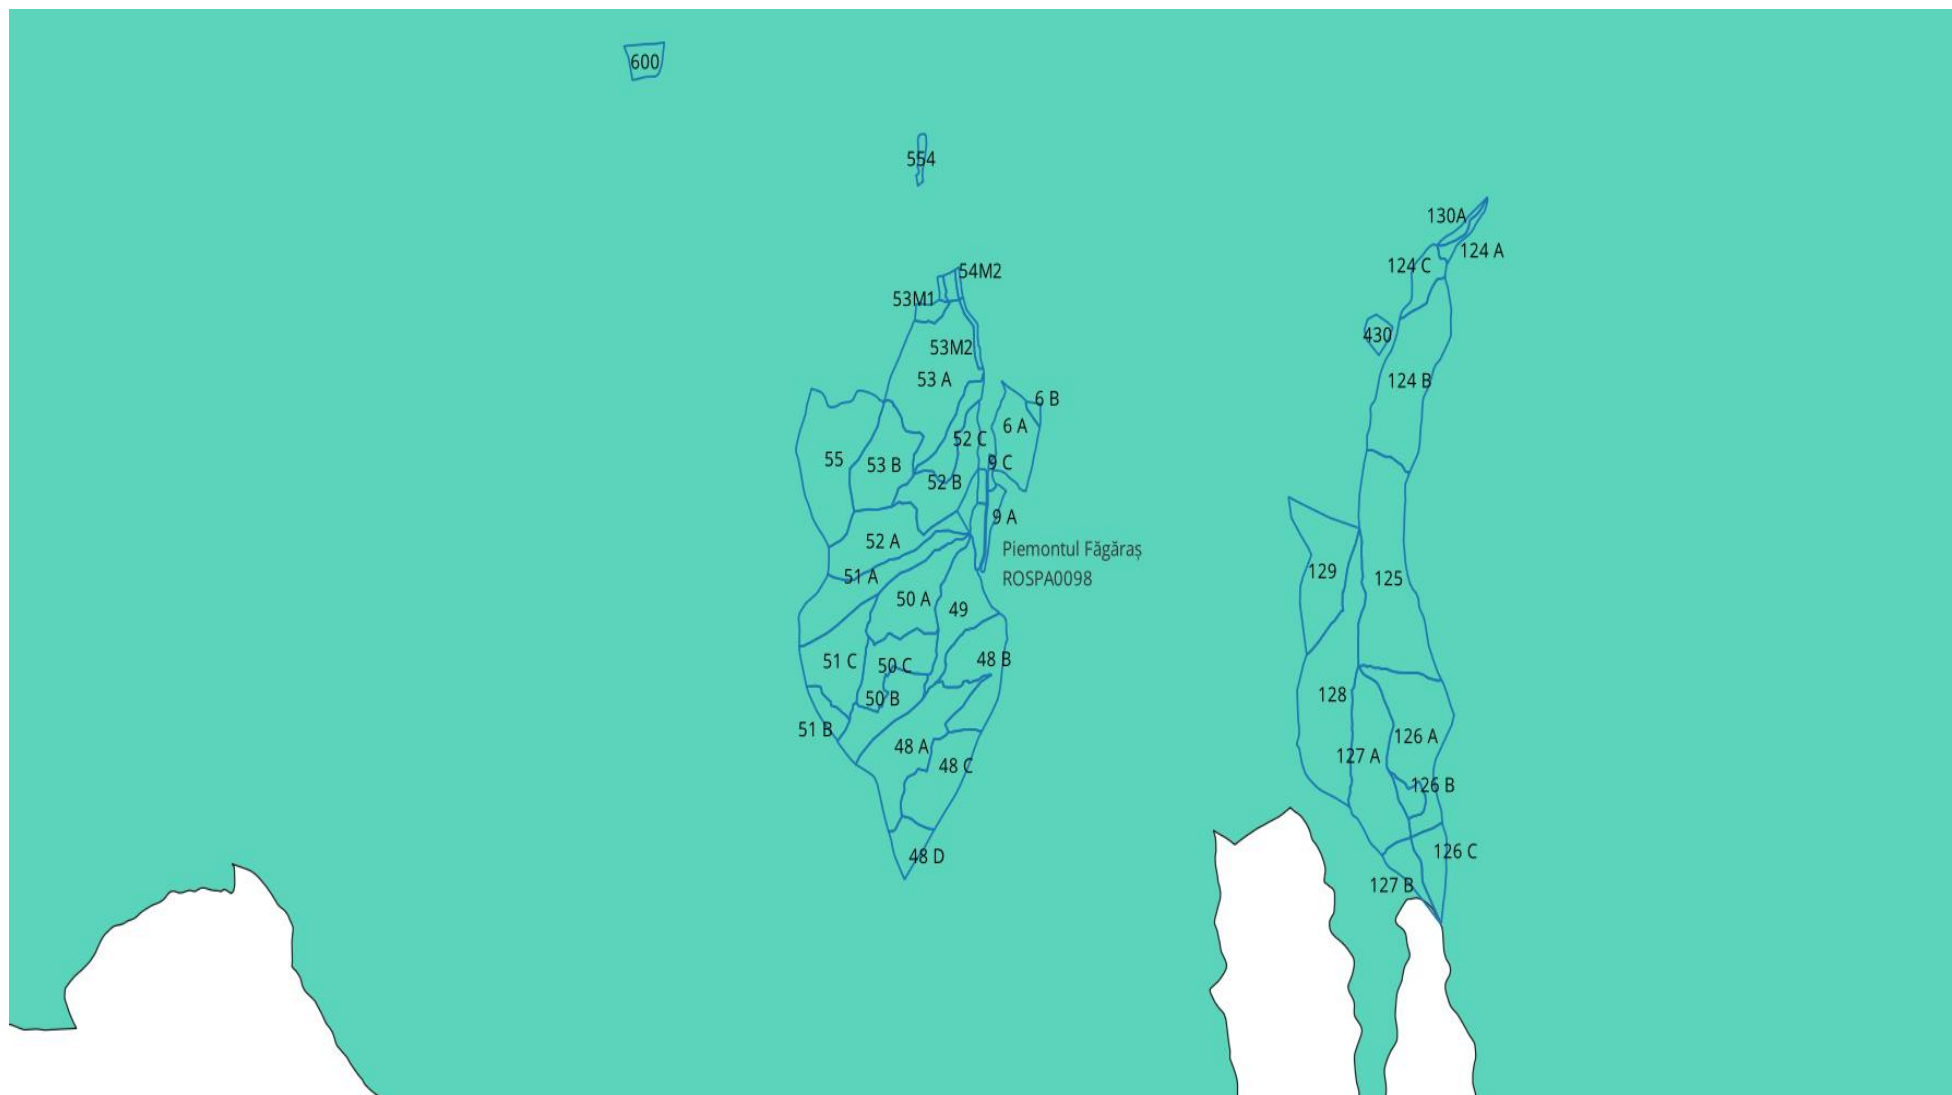 600
554
130A
124 A
124 C
54M2
53M1
430
53M2
53 A
124 B
6 B
6 A
52 C
55
53 B
9 C
52 B
9 A
52 A
Piemontul Făgăraș
ROSPA0098
51 A
129
125
50 A
49
51 C
50 C
48 B
50 B
128
51 B
126 A
48 A
127 A
48 C
126 B
126 C
48 D
127 B